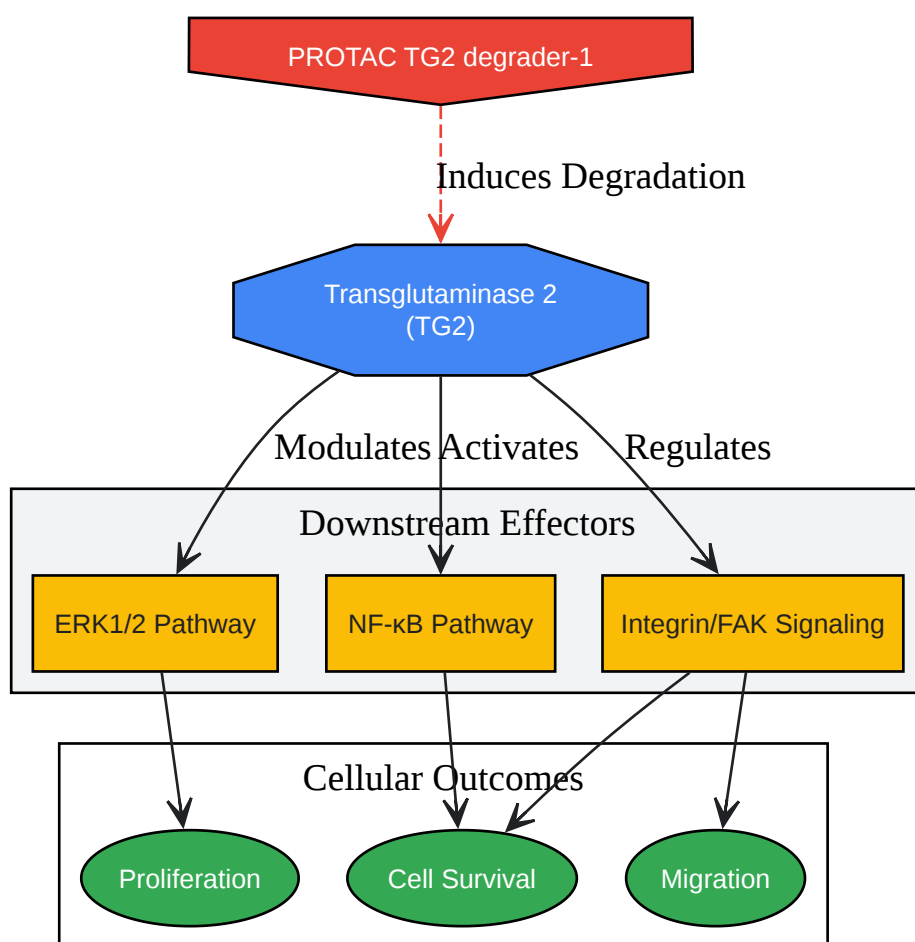 PROTAC TG2 degrader-1
Induces Degradation
Transglutaminase 2
(TG2)
Modulates
Activates
Regulates
Downstream Effectors
ERK1/2 Pathway
NF-κB Pathway
Integrin/FAK Signaling
Cellular Outcomes
Proliferation
Cell Survival
Migration